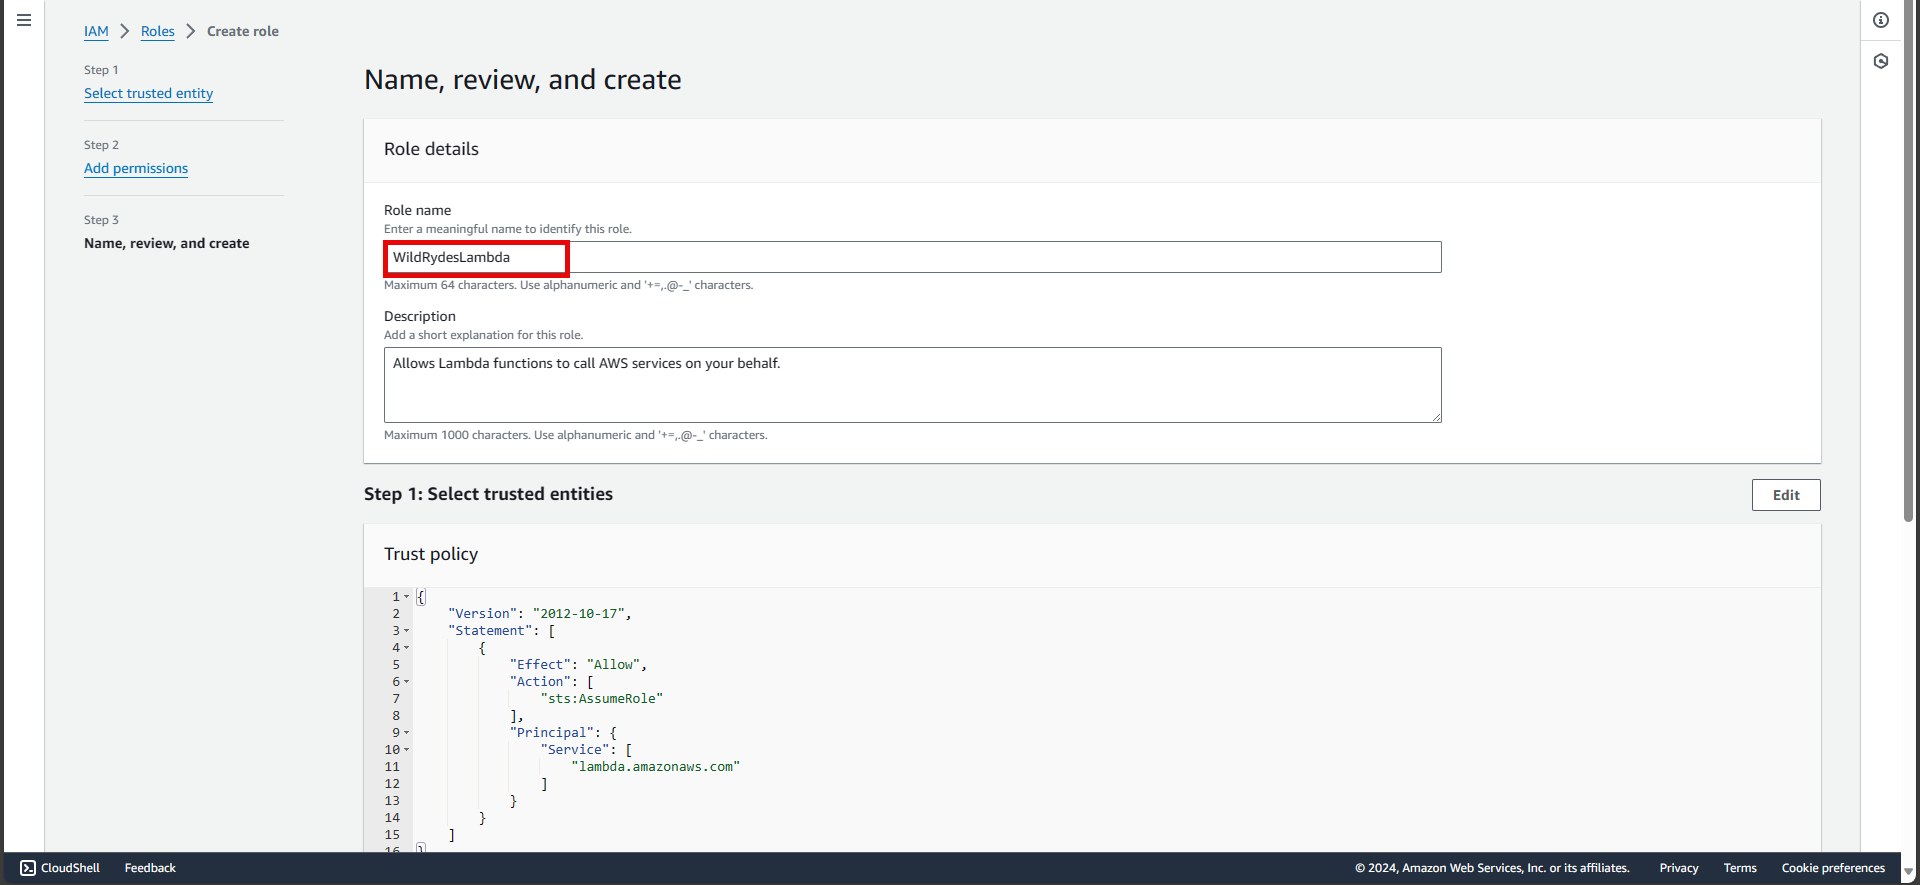 IAM > Roles > Create role
Step 1
Select trusted entity
Step 2
Add permissions
Step 3
Name, review, and create
Name, review, and create
Role details
Role name
Enter a meaningful name to identify this role.
WildRydesLambda
Maximum 64 characters. Use alphanumeric and '+=,.@-_' characters.
Description
Add a short explanation for this role.
Allows Lambda functions to call AWS services on your behalf.
Maximum 1000 characters. Use alphanumeric and '+=,.@-_' characters.
Step 1: Select trusted entities
Edit
Trust policy
1 {
2     "Version": "2012-10-17",
3     "Statement": [
4         {
5             "Effect": "Allow",
6             "Action": [
7                 "sts:AssumeRole"
8             ],
9             "Principal": {
10                 "Service": [
11                     "lambda.amazonaws.com"
12                 ]
13             }
14         }
15     ]
16 }
CloudShell Feedback © 2024, Amazon Web Services, Inc. or its affiliates. Privacy Terms Cookie preferences